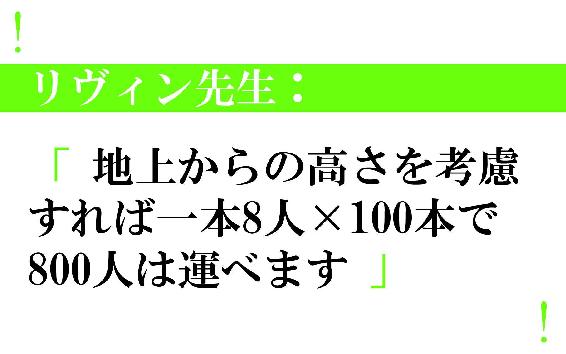 !
リヴィン先生：
「 地上からの高さを考慮
すれば一本8人×100本で
800人は運べます 」
!